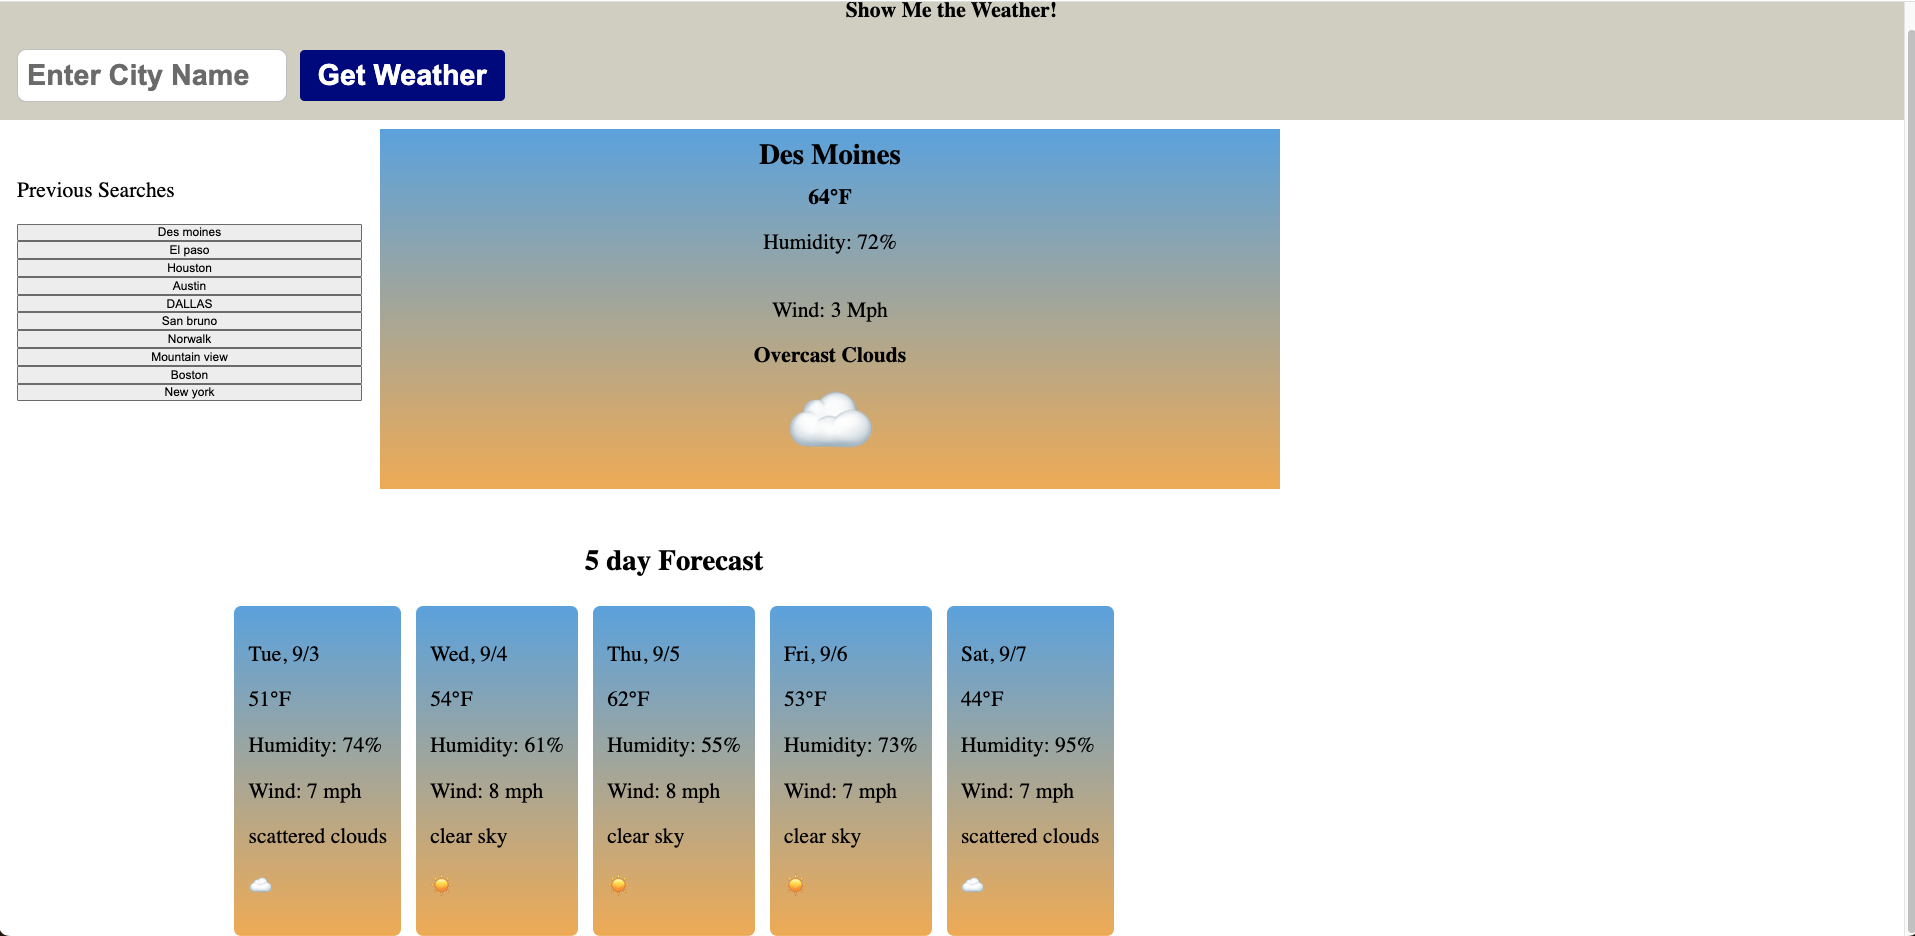 Show Me the Weather!
Enter City Name
Get Weather
Previous Searches
Des moines
El paso
Houston
Austin
DALLAS
San bruno
Norwalk
Mountain view
Boston
New york
Des Moines
64°F
Humidity: 72%
Wind: 3 Mph
Overcast Clouds
5 day Forecast
Tue, 9/3
51°F
Humidity: 74%
Wind: 7 mph
scattered clouds
Wed, 9/4
54°F
Humidity: 61%
Wind: 8 mph
clear sky
Thu, 9/5
62°F
Humidity: 55%
Wind: 8 mph
clear sky
Fri, 9/6
53°F
Humidity: 73%
Wind: 7 mph
clear sky
Sat, 9/7
44°F
Humidity: 95%
Wind: 7 mph
scattered clouds